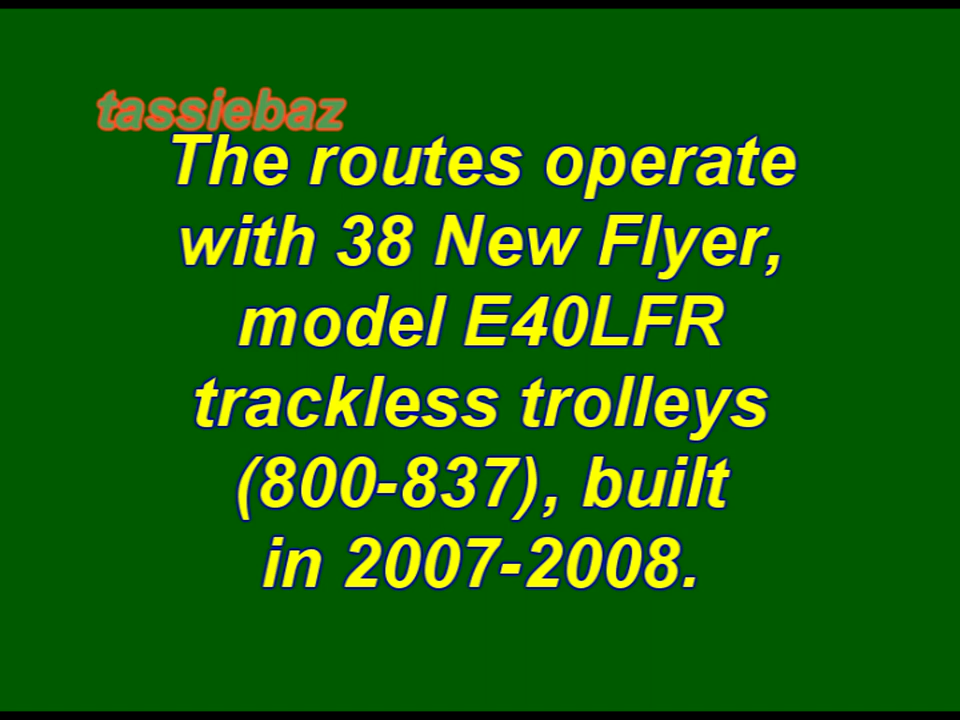 tassiebaz
The routes operate
with 38 New Flyer,
model E40LFR
trackless trolleys
(800-837), built
in 2007-2008.